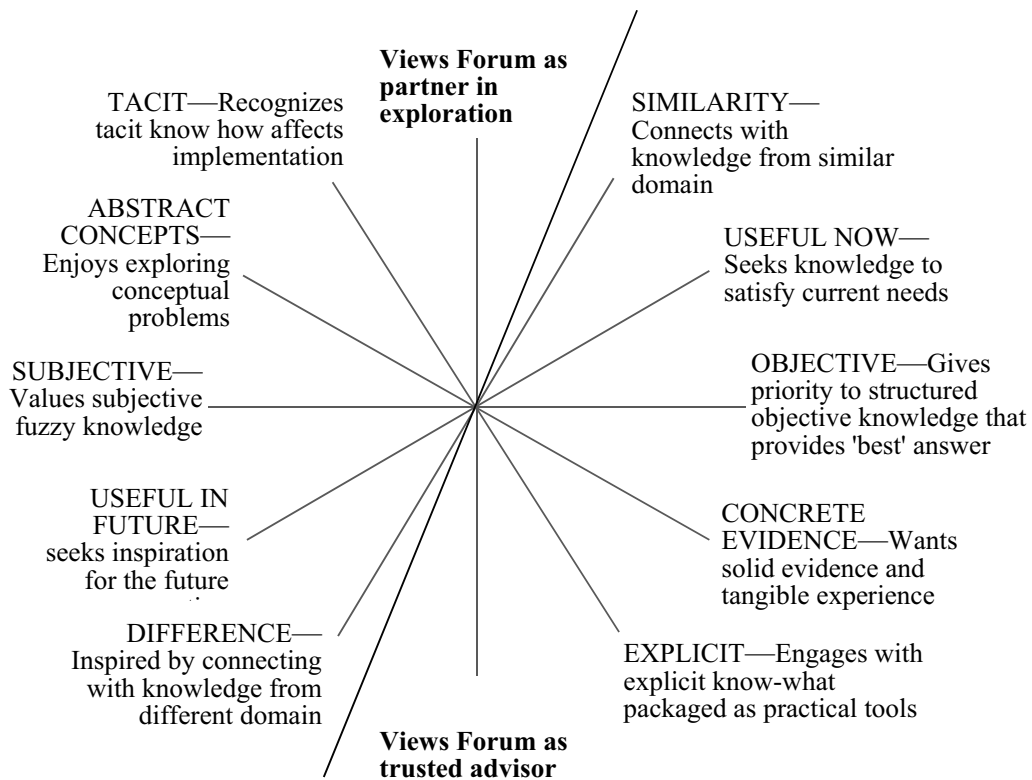 Views Forum as
partner in
exploration
TACIT—Recognizes
tacit know how affects
implementation
SIMILARITY—
Connects with
knowledge from similar
domain
ABSTRACT
CONCEPTS—
Enjoys exploring
conceptual
problems
USEFUL NOW—
Seeks knowledge to
satisfy current needs
SUBJECTIVE—
Values subjective
fuzzy knowledge
OBJECTIVE—Gives
priority to structured
objective knowledge that
provides 'best' answer
USEFUL IN
FUTURE—
seeks inspiration
for the future
CONCRETE
EVIDENCE—Wants
solid evidence and
tangible experience
DIFFERENCE—
Inspired by connecting
with knowledge from
different domain
EXPLICIT—Engages with
explicit know-what
packaged as practical tools
Views Forum as
trusted advisor